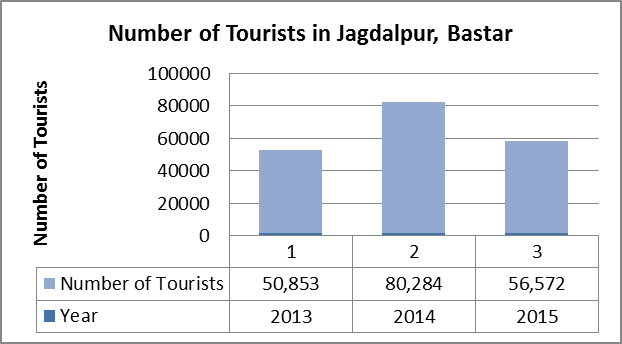 Number of Tourists in Jagdalpur, Bastar
Number of Tourists
100000
80000
60000
40000
20000
0
1 2 3
Number of Tourists 50,853 80,284 56,572
Year 2013 2014 2015